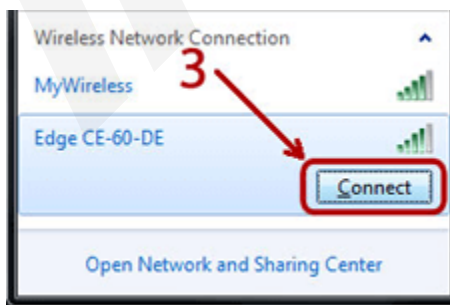 Wireless Network Connection
3
MyWireless
Edge CE-60-DE
Connect
Open Network and Sharing Center